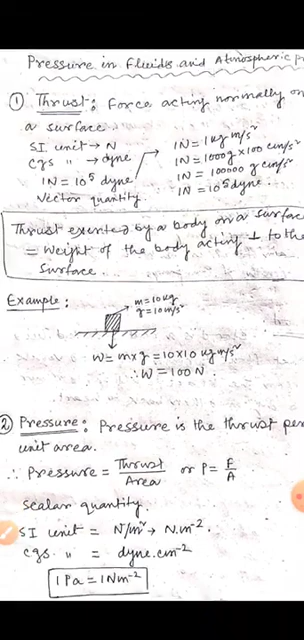 Pressure in Fluids and Atmospheric
① Thrust: Force acting normally on
a surface.
SI unit → N
cgs " → dyne
1N = 10⁵ dyne
Vector quantity.
1N = 1 kg m/s²
1N = 1000g × 100 cm/s²
1N = 100000 g cm/s²
1N = 10⁵ dyne.
Thrust exerted by a body on a surface
= Weight of the body acting ⊥ to the
surface.
Example:
m = 10kg
g = 10 m/s²
W = m×g = 10×10 kg m/s²
∴ W = 100 N.
② Pressure: Pressure is the thrust per
unit area.
∴ Pressure = Thrust/Area or P = F/A
Scalar quantity.
SI unit = N/m² → N.m⁻²
cgs " = dyne.cm⁻²
1 Pa = 1Nm⁻²